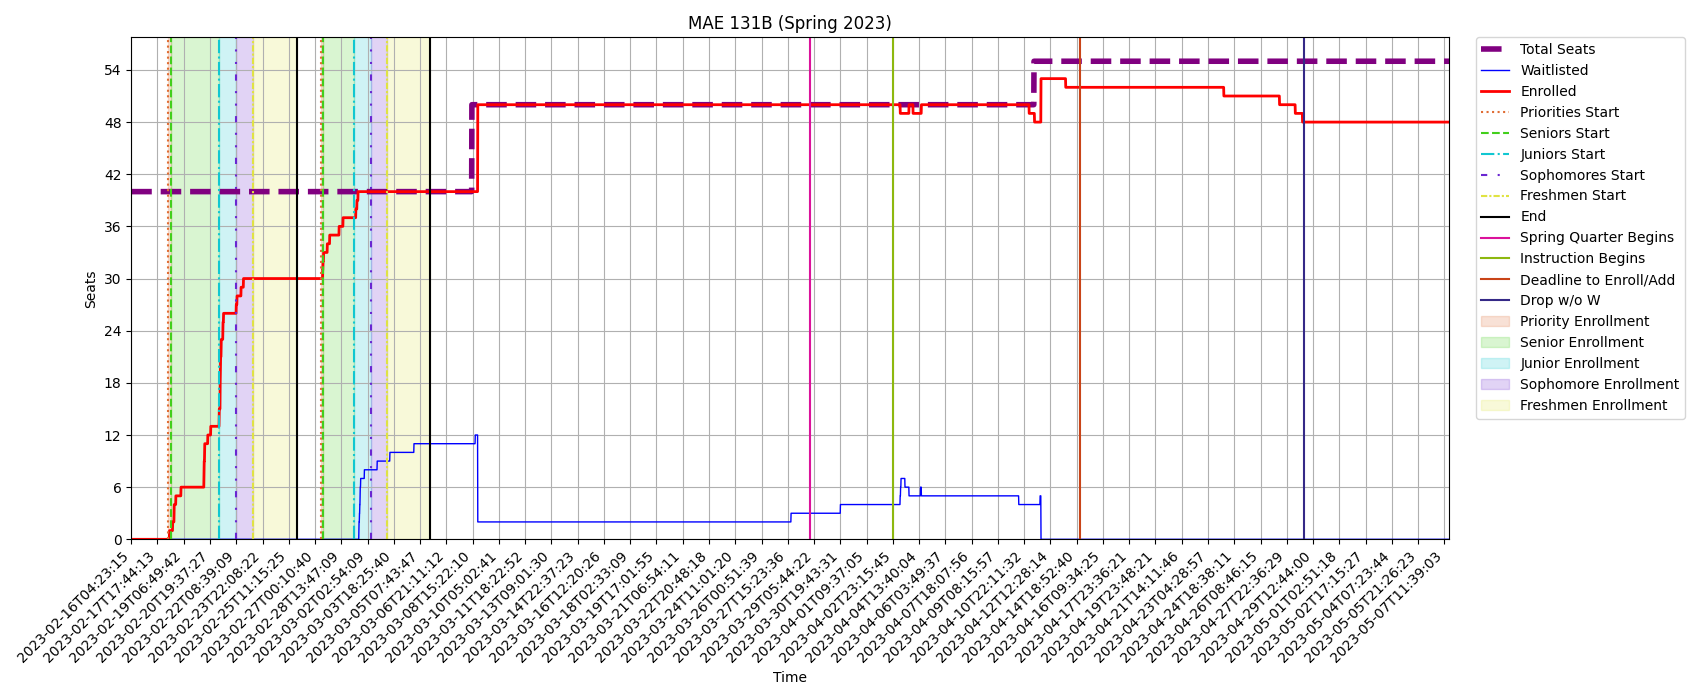 MAE 131B (Spring 2023)
Seats
54
48
42
36
30
24
18
12
6
0
2023-02-16T04:23:15
2023-02-17T17:44:13
2023-02-19T06:49:42
2023-02-20T19:37:27
2023-02-22T08:39:09
2023-02-23T22:08:22
2023-02-25T11:15:25
2023-02-27T00:10:40
2023-02-28T13:47:09
2023-03-02T02:54:09
2023-03-03T18:25:40
2023-03-05T07:43:47
2023-03-06T21:11:12
2023-03-08T15:22:10
2023-03-10T05:02:41
2023-03-11T18:22:52
2023-03-13T09:01:30
2023-03-14T22:37:23
2023-03-16T12:20:26
2023-03-18T02:33:09
2023-03-19T17:01:55
2023-03-21T06:54:11
2023-03-22T20:48:18
2023-03-24T11:01:20
2023-03-26T00:51:39
2023-03-27T15:23:36
2023-03-29T05:44:22
2023-03-30T19:43:31
2023-04-01T09:37:05
2023-04-02T23:15:45
2023-04-04T13:40:04
2023-04-06T03:49:37
2023-04-07T18:07:56
2023-04-09T08:15:57
2023-04-10T22:11:32
2023-04-12T12:28:14
2023-04-14T18:52:40
2023-04-16T09:34:25
2023-04-17T23:36:21
2023-04-19T23:48:21
2023-04-21T14:11:46
2023-04-23T04:28:57
2023-04-24T18:38:11
2023-04-26T08:46:15
2023-04-27T22:36:29
2023-04-29T12:44:00
2023-05-01T02:51:18
2023-05-02T17:15:27
2023-05-04T07:23:44
2023-05-05T21:26:23
2023-05-07T11:39:03
Time
Total Seats
Waitlisted
Enrolled
Priorities Start
Seniors Start
Juniors Start
Sophomores Start
Freshmen Start
End
Spring Quarter Begins
Instruction Begins
Deadline to Enroll/Add
Drop w/o W
Priority Enrollment
Senior Enrollment
Junior Enrollment
Sophomore Enrollment
Freshmen Enrollment